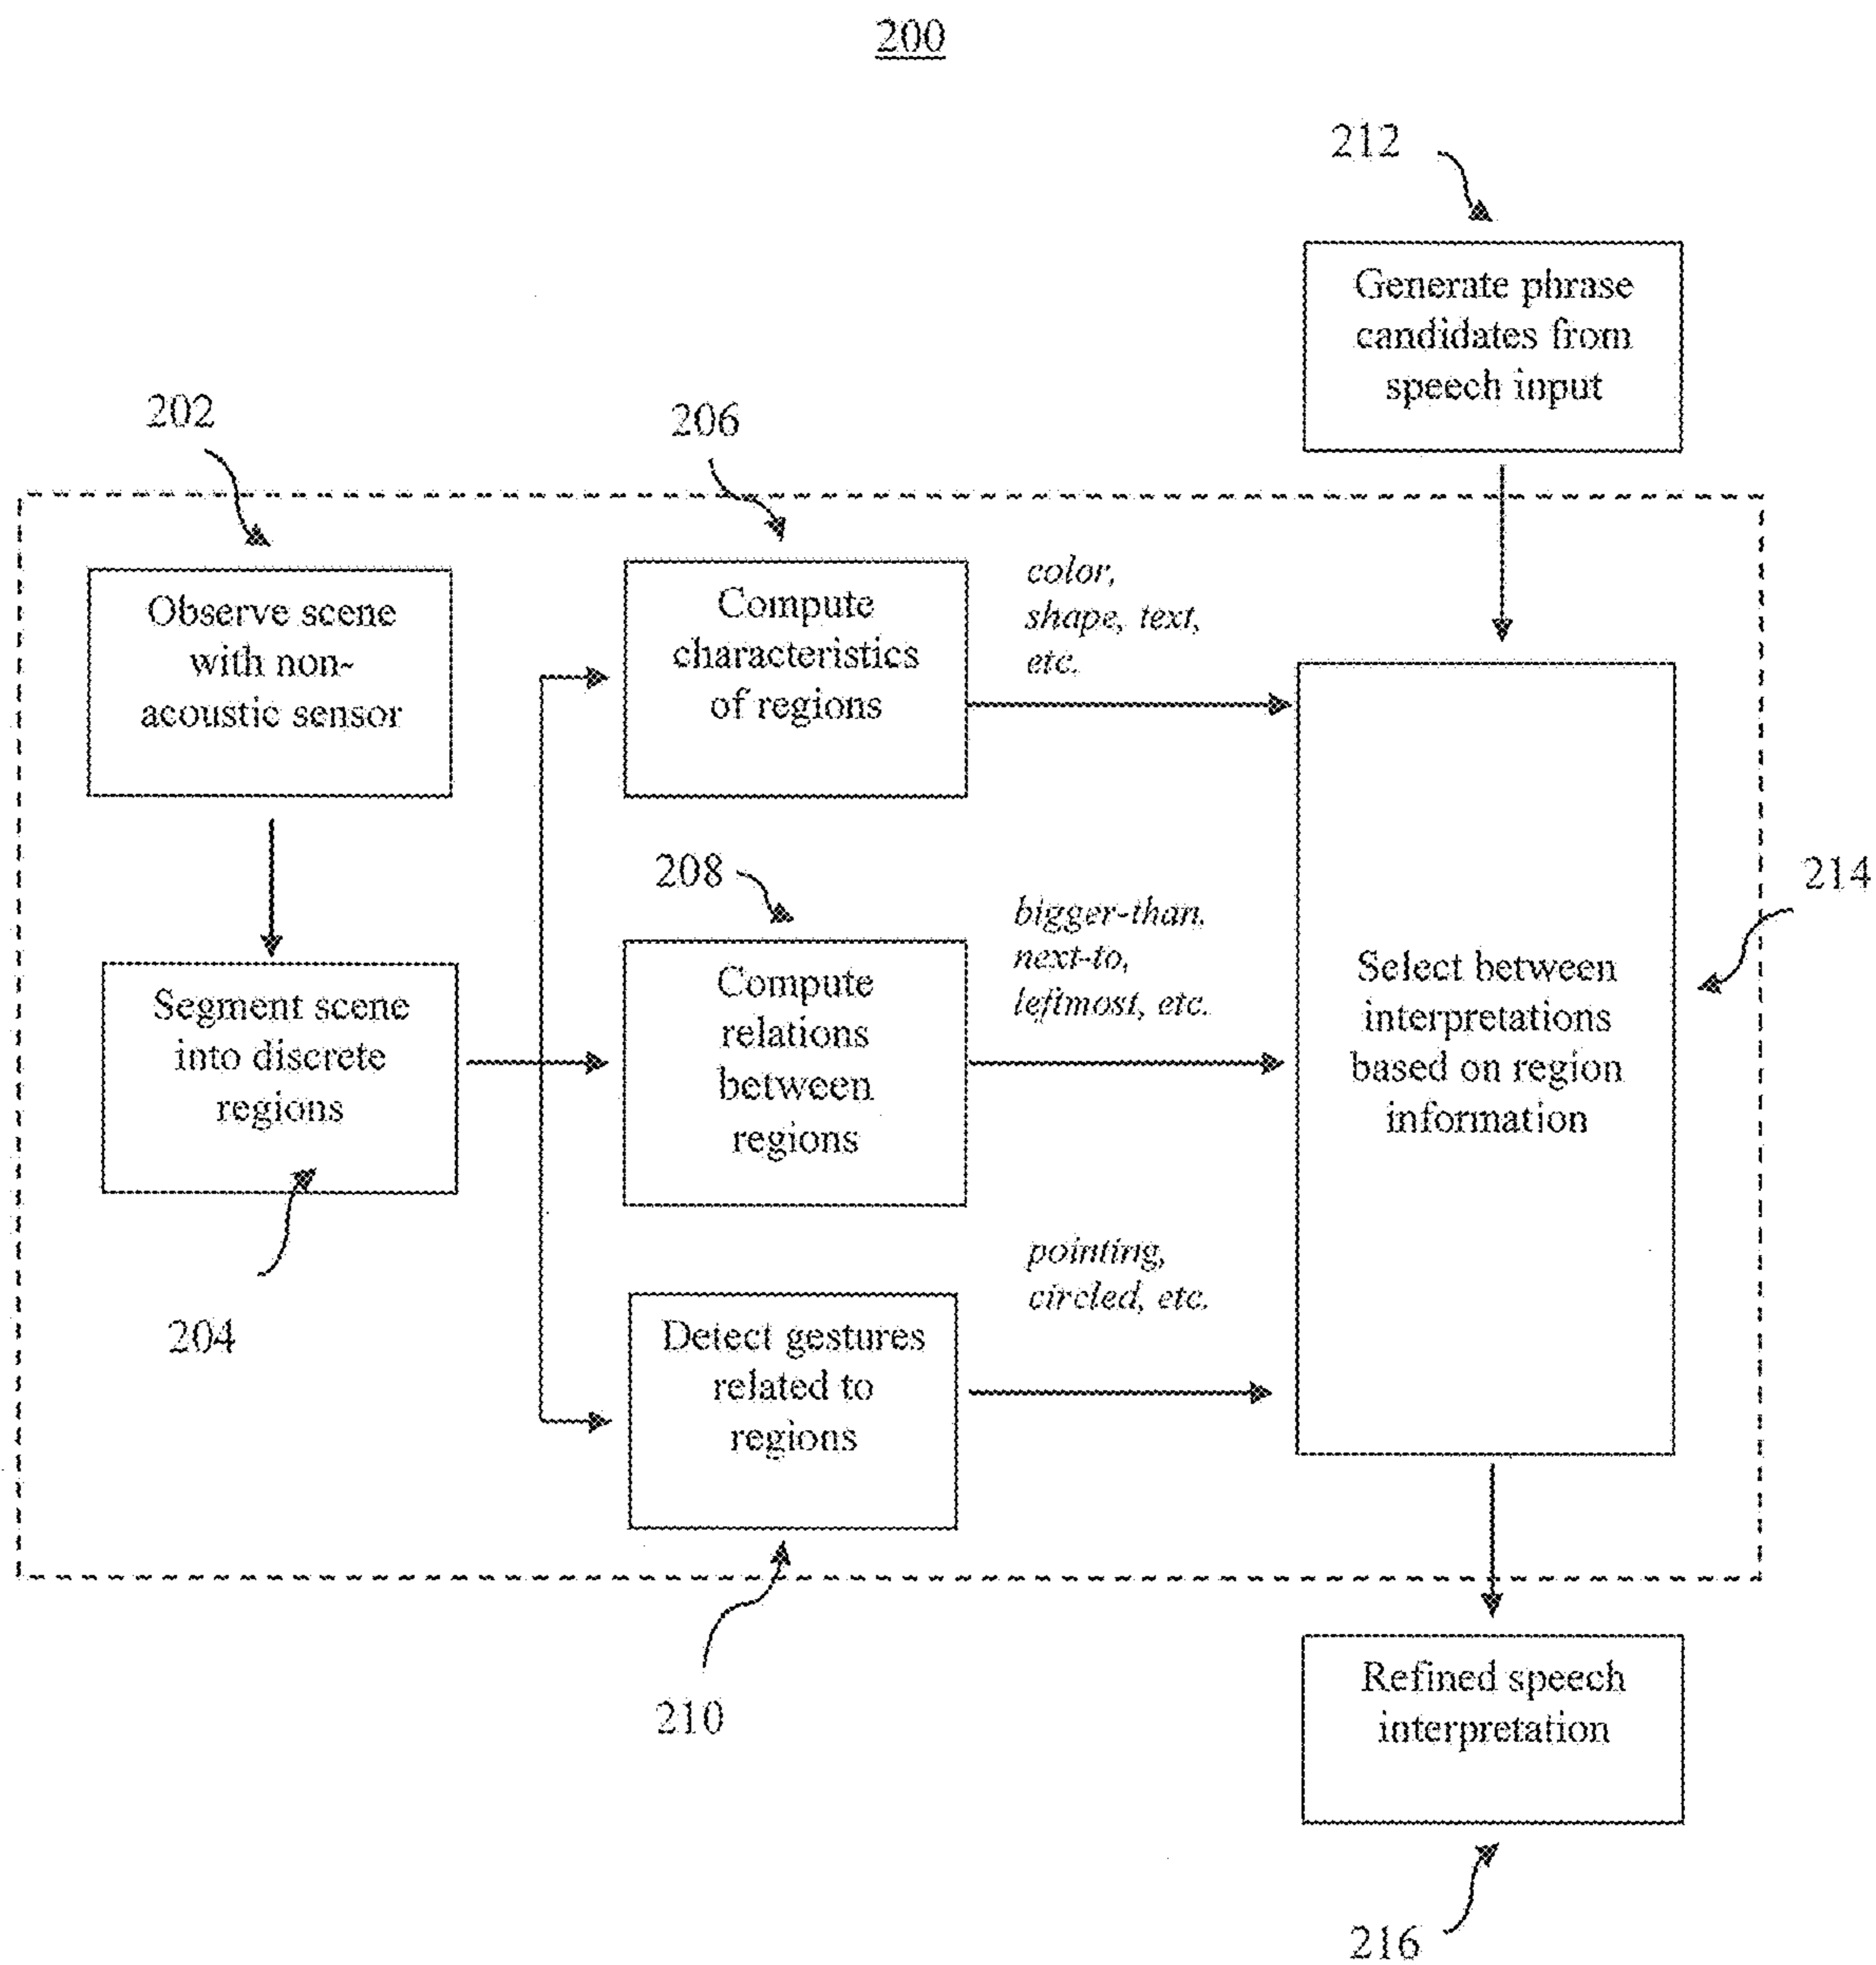 200
212
Generate phrase
candidates from
speech input
202
206
Observe scene
with non-
acoustic sensor
Compute
characteristics
of regions
color,
shape, text,
etc.
208
Segment scene
into discrete
regions
204
Compute
relations
between
regions
bigger-than,
next-to,
leftmost, etc.
214
Select between
interpretations
based on region
information
Detect gestures
related to
regions
pointing,
circled, etc.
210
Refined speech
interpretation
216